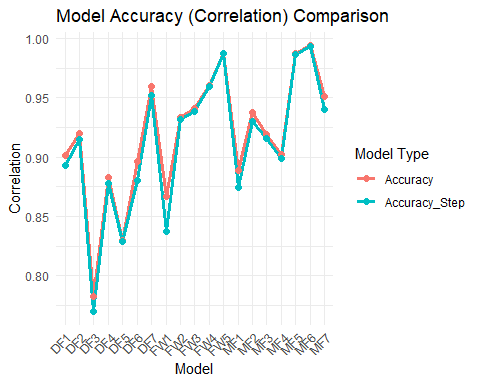 Model Accuracy (Correlation) Comparison
1.00
0.95
0.90
0.85
0.80
Correlation
DF1
DF2
DF3
DF4
DF5
DF6
DF7
FW1
FW2
FW3
FW4
FW5
MF1
MF2
MF3
MF4
MF5
MF6
MF7
Model
Model Type
Accuracy
Accuracy_Step